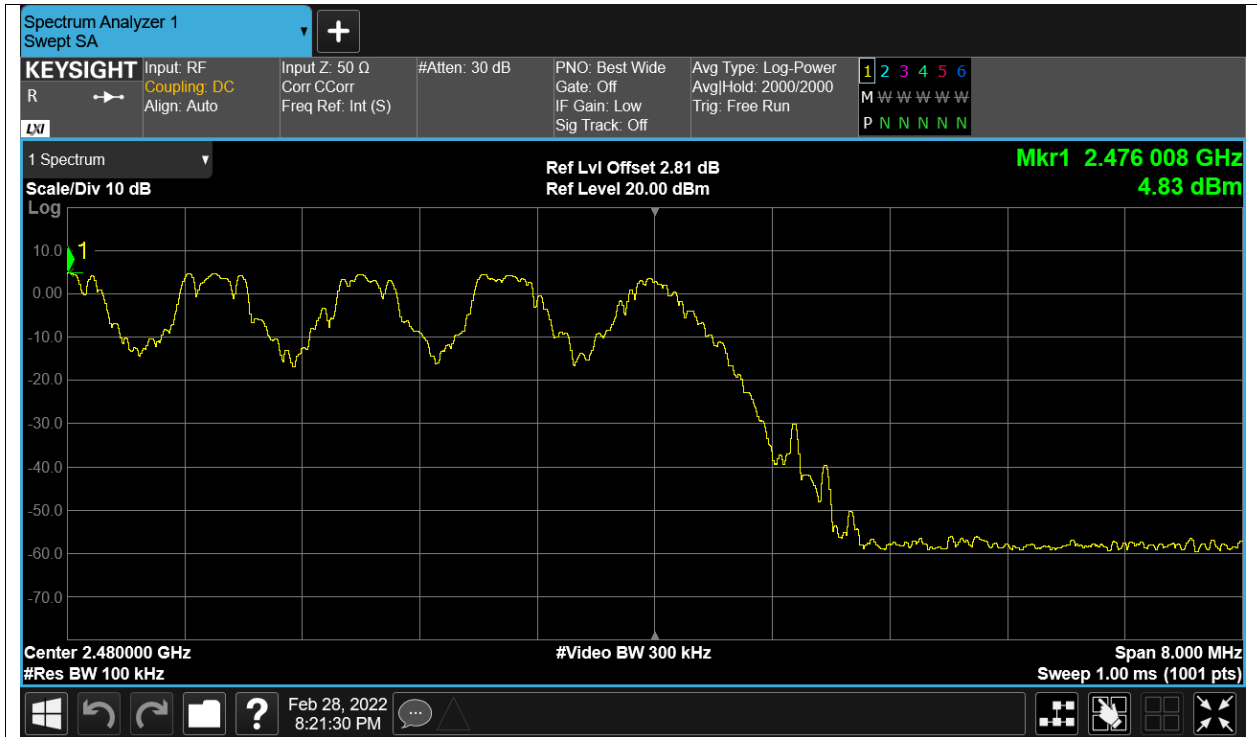 Spectrum Analyzer 1
Swept SA
+
KEYSIGHT
R
LXI
Input: RF
Coupling: DC
Align: Auto
Input Z: 50 Ω
Corr CCorr
Freq Ref: Int (S)
#Atten: 30 dB
PNO: Best Wide
Gate: Off
IF Gain: Low
Sig Track: Off
Avg Type: Log-Power
Avg|Hold: 2000/2000
Trig: Free Run
1 2 3 4 5 6
M W W W W W
P N N N N N
1 Spectrum
Scale/Div 10 dB
Log
Ref Lvl Offset 2.81 dB
Ref Level 20.00 dBm
Mkr1 2.476 008 GHz
4.83 dBm
1
10.0
0.00
-10.0
-20.0
-30.0
-40.0
-50.0
-60.0
-70.0
Center 2.480000 GHz
#Video BW 300 kHz
Span 8.000 MHz
#Res BW 100 kHz
Sweep 1.00 ms (1001 pts)
?
Feb 28, 2022
8:21:30 PM